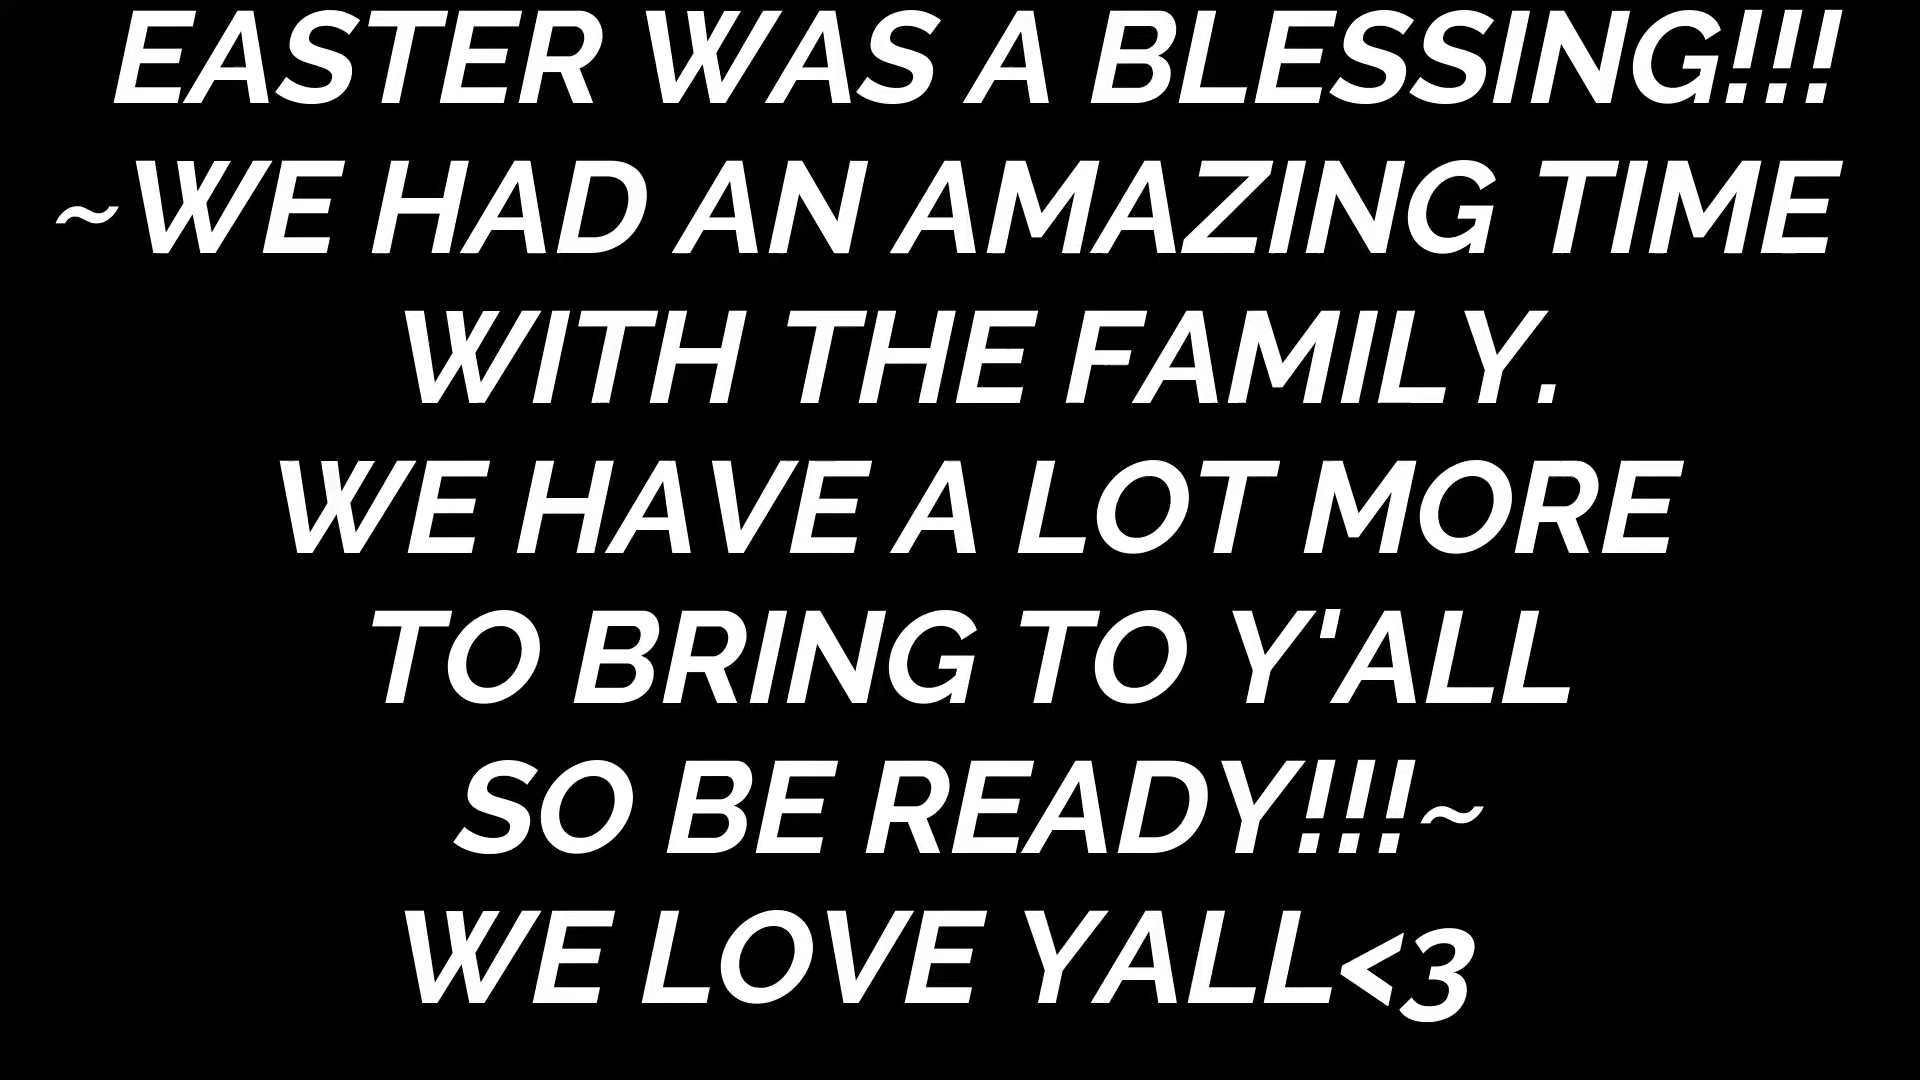 EASTER WAS A BLESSING!!!
~WE HAD AN AMAZING TIME
WITH THE FAMILY.
WE HAVE A LOT MORE
TO BRING TO Y'ALL
SO BE READY!!!~
WE LOVE YALL<3